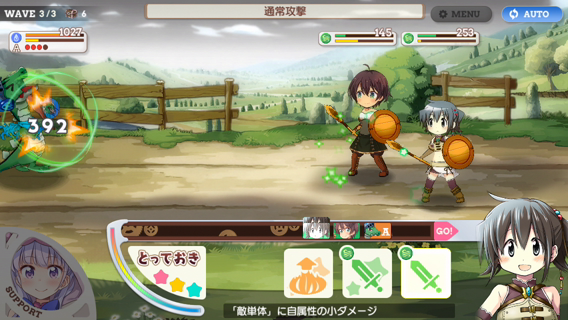 WAVE 3/3 6
通常攻撃
MENU
AUTO
1027
A
145
253
392
A
GO!
とっておき
SUPPORT
「敵単体」に自属性の小ダメージ